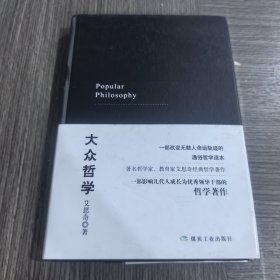 Popular
Philosophy
大众哲学
艾思奇 著
一部改变无数人命运轨迹的
通俗哲学读本
著名哲学家、教育家艾思奇经典哲学著作
一部影响几代人成长为优秀领导干部的
哲学著作
煤炭工业出版社